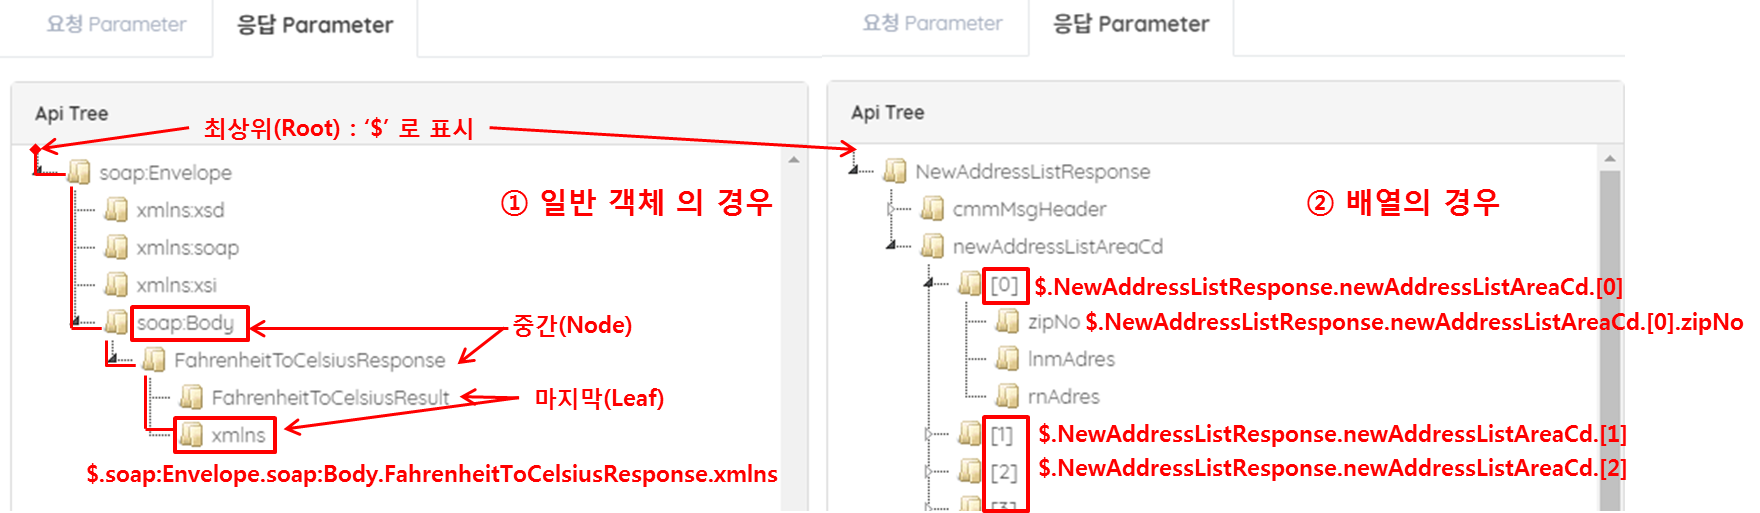 요청 Parameter
응답 Parameter
Api Tree
최상위(Root) : ‘$’ 로 표시
soap:Envelope
① 일반 객체 의 경우
xmlns:xsd
xmlns:soap
xmlns:xsi
soap:Body
중간(Node)
FahrenheitToCelsiusResponse
FahrenheitToCelsiusResult
마지막(Leaf)
xmlns
$.soap:Envelope.soap:Body.FahrenheitToCelsiusResponse.xmlns
요청 Parameter
응답 Parameter
Api Tree
NewAddressListResponse
② 배열의 경우
cmmMsgHeader
newAddressListAreaCd
[0] $.NewAddressListResponse.newAddressListAreaCd.[0]
zipNo $.NewAddressListResponse.newAddressListAreaCd.[0].zipNo
lnmAdres
rnAdres
[1] $.NewAddressListResponse.newAddressListAreaCd.[1]
[2] $.NewAddressListResponse.newAddressListAreaCd.[2]
[3]